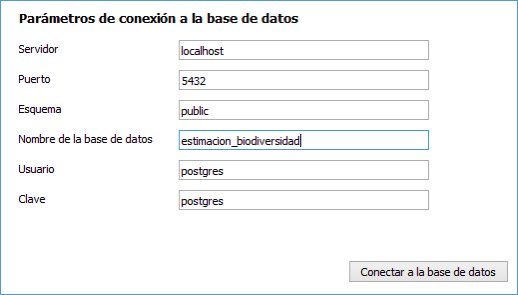 Parámetros de conexión a la base de datos
Servidor localhost
Puerto 5432
Esquema public
Nombre de la base de datos estimacion_biodiversidad
Usuario postgres
Clave postgres
Conectar a la base de datos